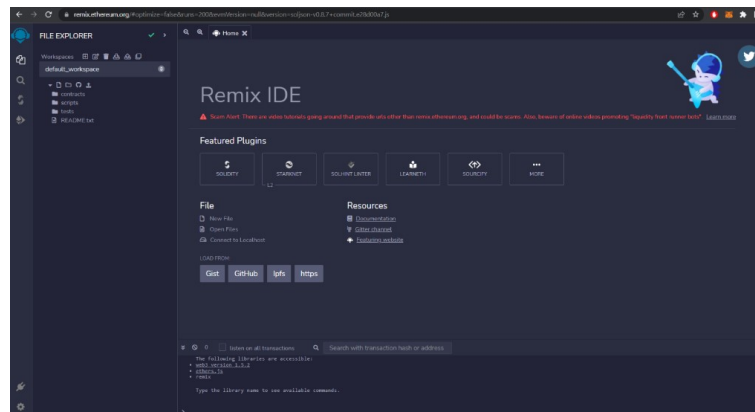 remix.ethereum.org/#optimize=false&runs=200&evmVersion=null&version=soljson-v0.8.7+commit.e28d00a7.js
FILE EXPLORER
Home
Workspaces
default_workspace
contracts
scripts
tests
README.txt
Remix IDE
Scam Alert: There are video tutorials going around that provide urls other than remix.ethereum.org, and could be scams. Also, beware of online videos promoting "liquidity front runner bots". Learn more
Featured Plugins
SOLIDITY
STARKNET
SOLHINT LINTER
LEARNETH
SOURCIFY
MORE
L2
File
New File
Open Files
Connect to Localhost
LOAD FROM
Gist
GitHub
Ipfs
https
Resources
Documentation
Gitter channel
Featuring website
0
listen on all transactions
Search with transaction hash or address
The following libraries are accessible:
web3 version 1.5.2
ethers.js
remix
Type the library name to see available commands.
>